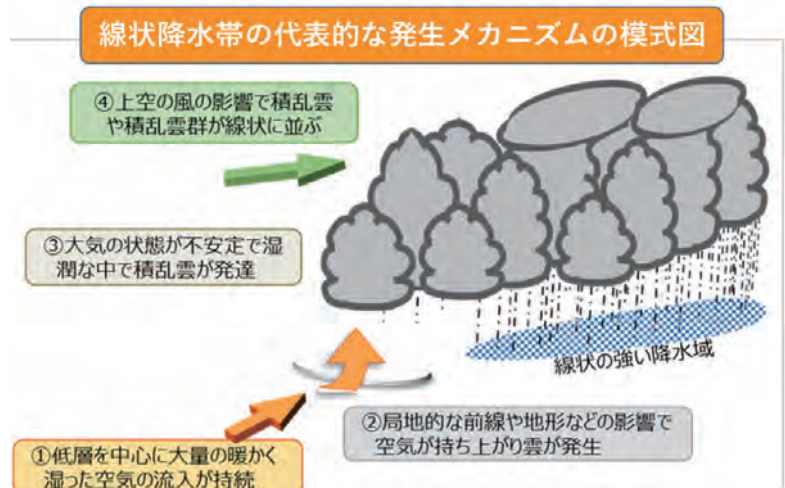 線状降水帯の代表的な発生メカニズムの模式図
④上空の風の影響で積乱雲
や積乱雲群が線状に並ぶ
③大気の状態が不安定で湿
潤な中で積乱雲が発達
線状の強い降水域
②局地的な前線や地形などの影響で
空気が持ち上がり雲が発生
①低層を中心に大量の暖かく
湿った空気の流入が持続